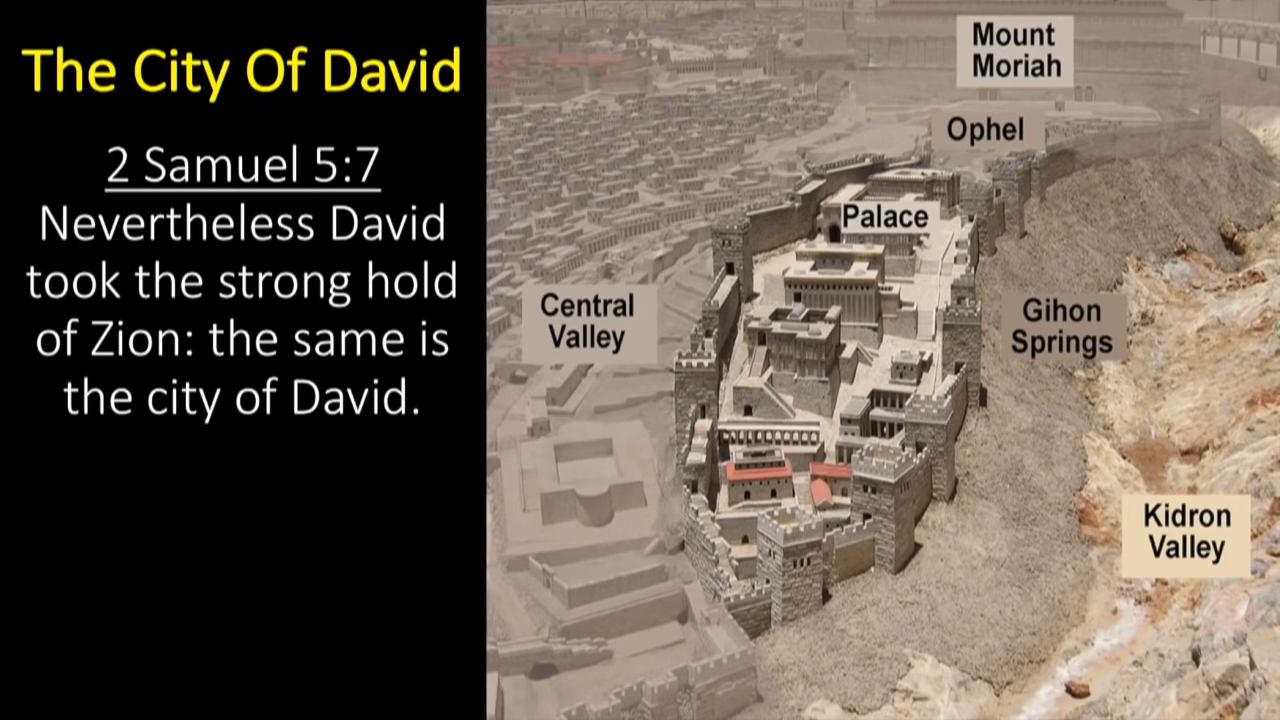 The City Of David
2 Samuel 5:7
Nevertheless David
took the strong hold
of Zion: the same is
the city of David.
Mount
Moriah
Ophel
Palace
Central
Valley
Gihon
Springs
Kidron
Valley